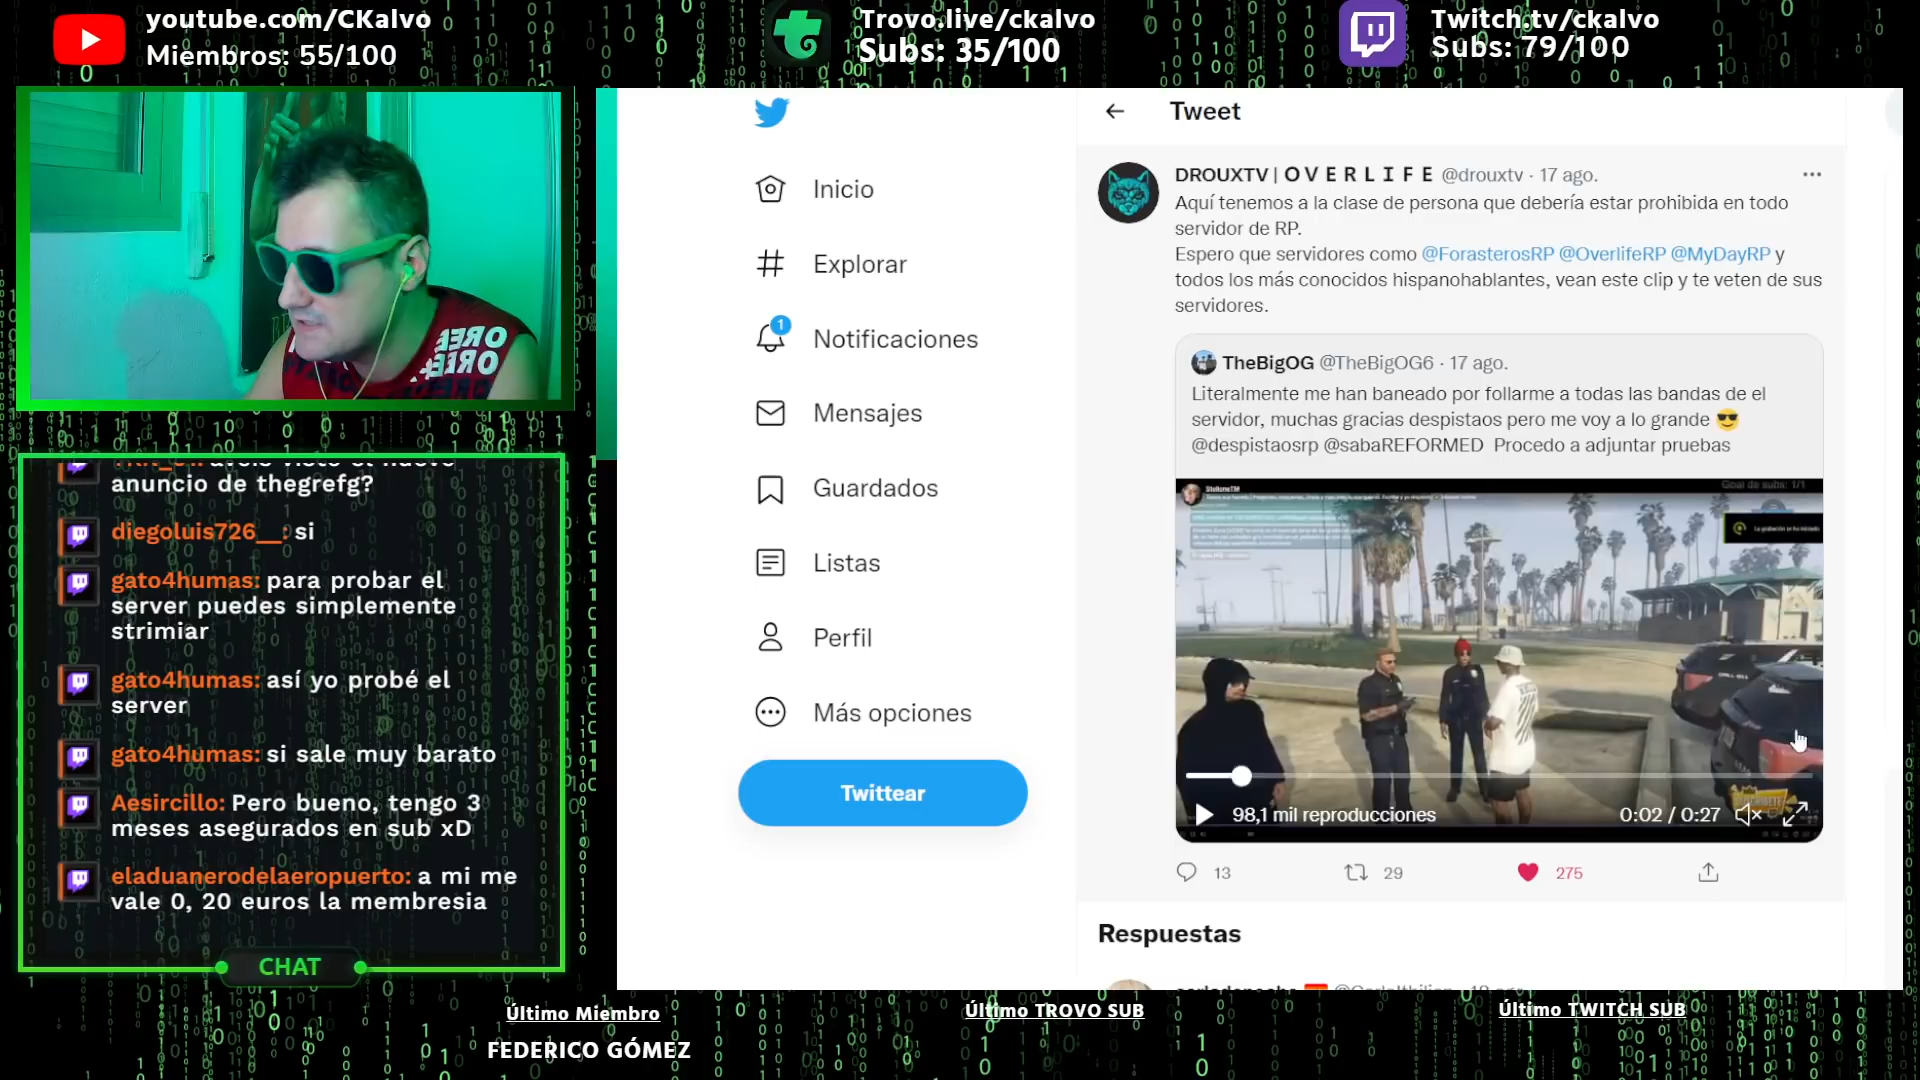 youtube.com/CKalvo
Miembros: 55/100
Trovo.live/ckalvo
Subs: 35/100
Twitch.tv/ckalvo
Subs: 79/100
OREO
OREO
anuncio de thegrefg?
diegoluis726__: si
gato4humas: para probar el
server puedes simplemente
strimiar
gato4humas: así yo probé el
server
gato4humas: si sale muy barato
Aesircillo: Pero bueno, tengo 3
meses asegurados en sub xD
eladuanerodelaeropuerto: a mi me
vale 0, 20 euros la membresia
CHAT
Inicio
Explorar
1
Notificaciones
Mensajes
Guardados
Listas
Perfil
Más opciones
Twittear
Tweet
DROUXTV | O V E R L I F E @drouxtv · 17 ago.
Aquí tenemos a la clase de persona que debería estar prohibida en todo
servidor de RP.
Espero que servidores como @ForasterosRP @OverlifeRP @MyDayRP y
todos los más conocidos hispanohablantes, vean este clip y te veten de sus
servidores.
TheBigOG @TheBigOG6 · 17 ago.
Literalmente me han baneado por follarme a todas las bandas de el
servidor, muchas gracias despistaos pero me voy a lo grande 😎
@despistaosrp @sabaREFORMED Procedo a adjuntar pruebas
Goal de subs: 1/1
98,1 mil reproducciones
0:02 / 0:27
13
29
275
Respuestas
Último Miembro
FEDERICO GÓMEZ
Último TROVO SUB
Último TWITCH SUB